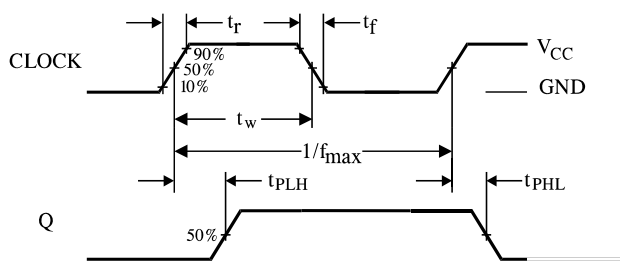 tr
tf
CLOCK
90%
50%
10%
VCC
GND
tw
1/fmax
tPLH
tPHL
Q
50%